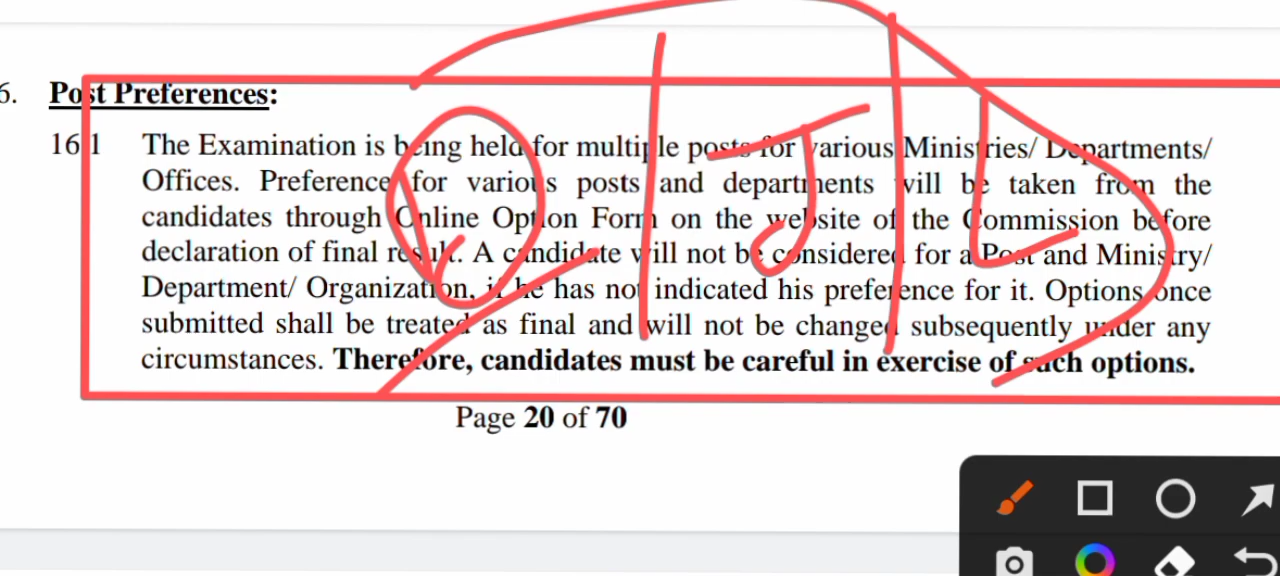 6. Post Preferences:
16.1 The Examination is being held for multiple posts for various Ministries/ Departments/
Offices. Preference for various posts and departments will be taken from the
candidates through Online Option Form on the website of the Commission before
declaration of final result. A candidate will not be considered for a Post and Ministry/
Department/ Organization, if he has not indicated his preference for it. Options once
submitted shall be treated as final and will not be changed subsequently under any
circumstances. Therefore, candidates must be careful in exercise of such options.
Page 20 of 70